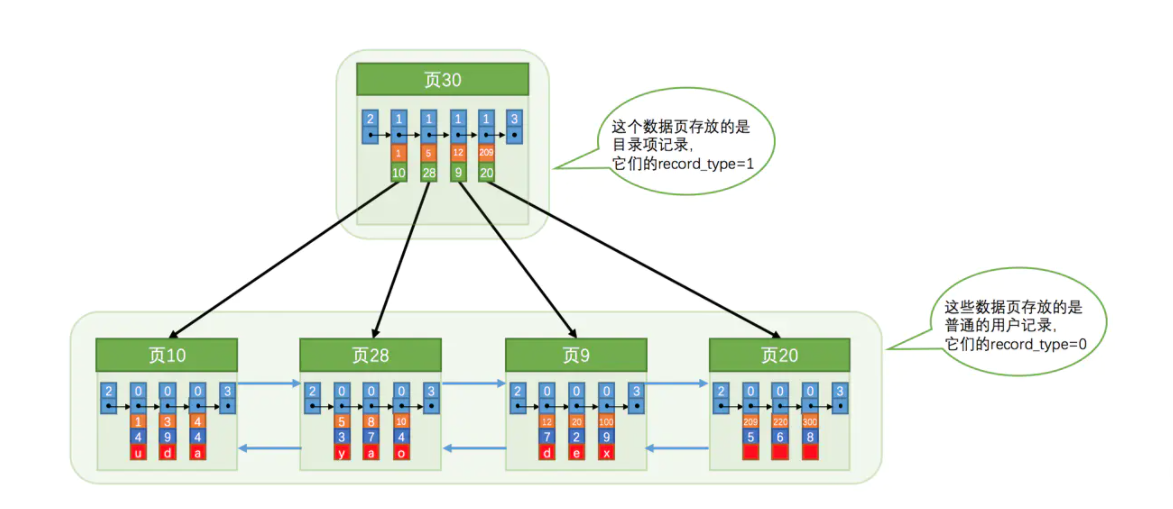 页30
2 1 1 1 1 3
1 5 12 209
10 28 9 20
这个数据页存放的是
目录项记录，
它们的record_type=1
这些数据页存放的是
普通的用户记录，
它们的record_type=0
页10
2 0 0 0 3
1 3 4
4 9 4
u d a
页28
2 0 0 0 3
5 8 10
3 7 4
y a o
页9
2 0 0 0 3
12 20 100
7 2 9
d e x
页20
2 0 0 0 3
209 220 300
5 6 8